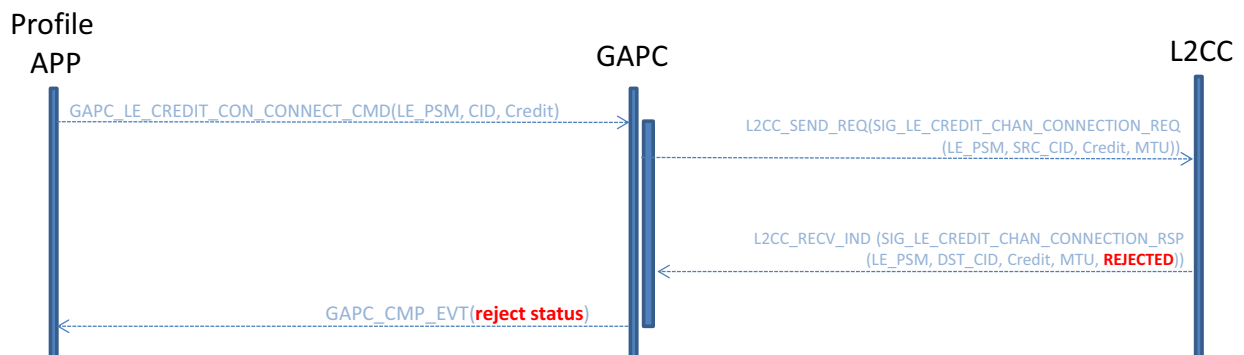 Profile
APP
GAPC
L2CC
GAPC_LE_CREDIT_CON_CONNECT_CMD(LE_PSM, CID, Credit)
L2CC_SEND_REQ(SIG_LE_CREDIT_CHAN_CONNECTION_REQ
(LE_PSM, SRC_CID, Credit, MTU))
L2CC_RECV_IND (SIG_LE_CREDIT_CHAN_CONNECTION_RSP
(LE_PSM, DST_CID, Credit, MTU, REJECTED))
GAPC_CMP_EVT(reject status)